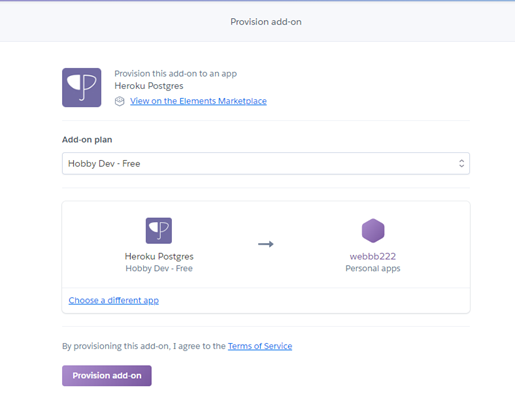 Provision add-on
Provision this add-on to an app
Heroku Postgres
View on the Elements Marketplace
Add-on plan
Hobby Dev - Free
Heroku Postgres
Hobby Dev - Free
webbb222
Personal apps
Choose a different app
By provisioning this add-on, I agree to the Terms of Service
Provision add-on